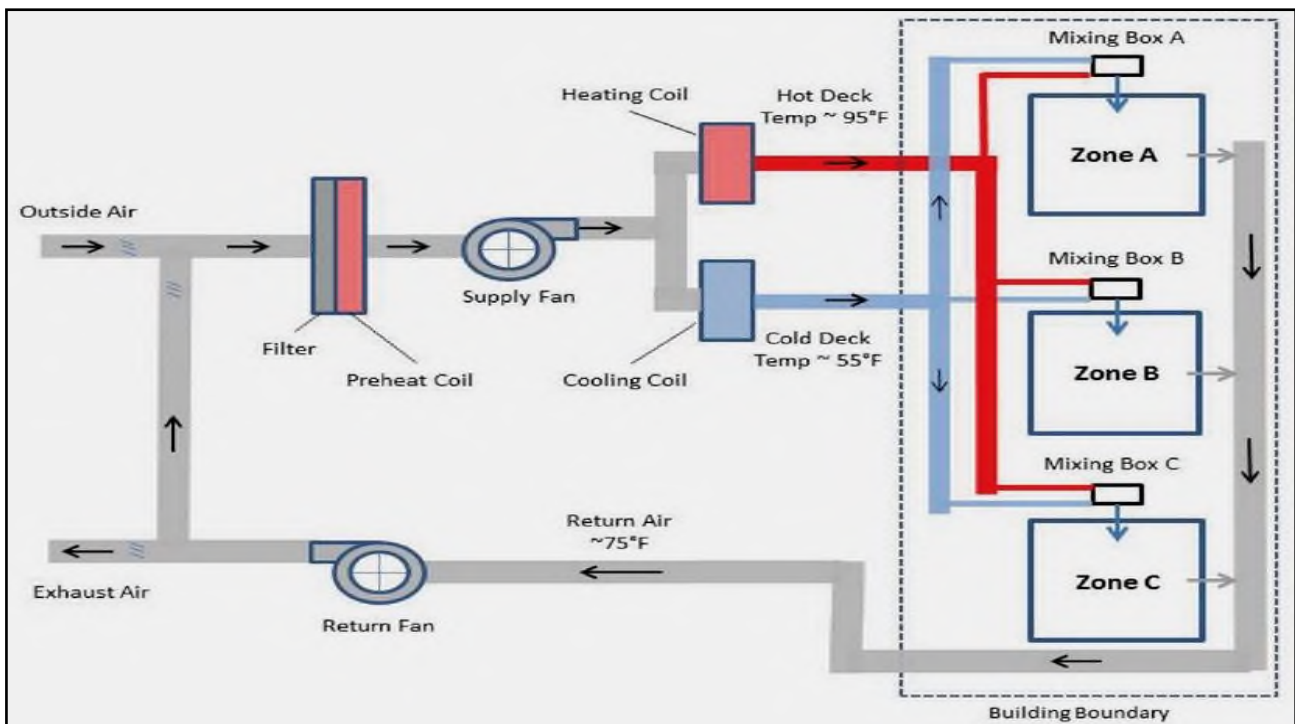 Mixing Box A
Heating Coil
Hot Deck
Temp ~ 95°F
Zone A
Outside Air
Mixing Box B
Supply Fan
Filter
Preheat Coil
Cooling Coil
Cold Deck
Temp ~ 55°F
Zone B
Mixing Box C
Return Air
~75°F
Exhaust Air
Return Fan
Zone C
Building Boundary